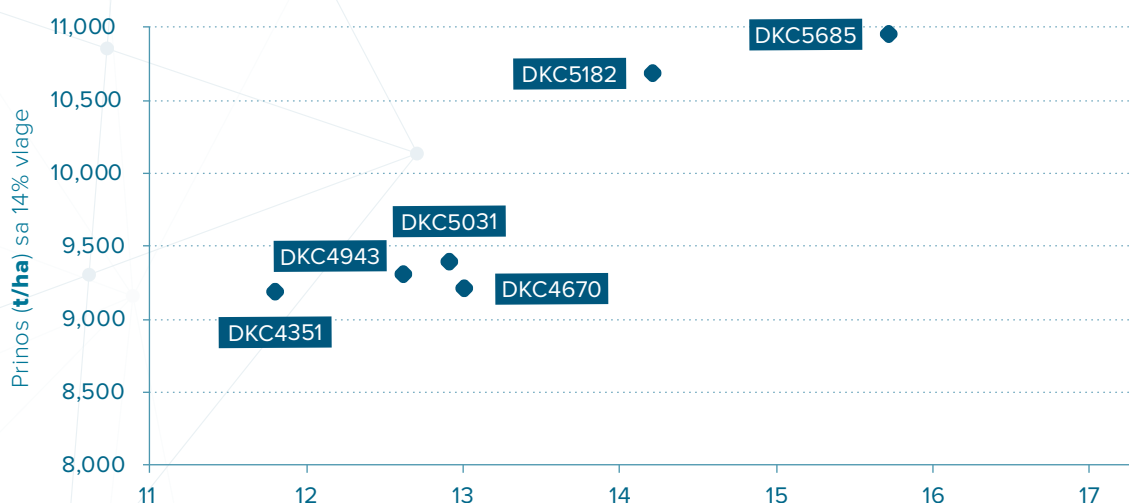 Prinos (t/ha) sa 14% vlage
11,000
10,500
10,000
9,500
9,000
8,500
8,000
DKC5685
DKC5182
DKC5031
DKC4943
DKC4670
DKC4351
11 12 13 14 15 16 17